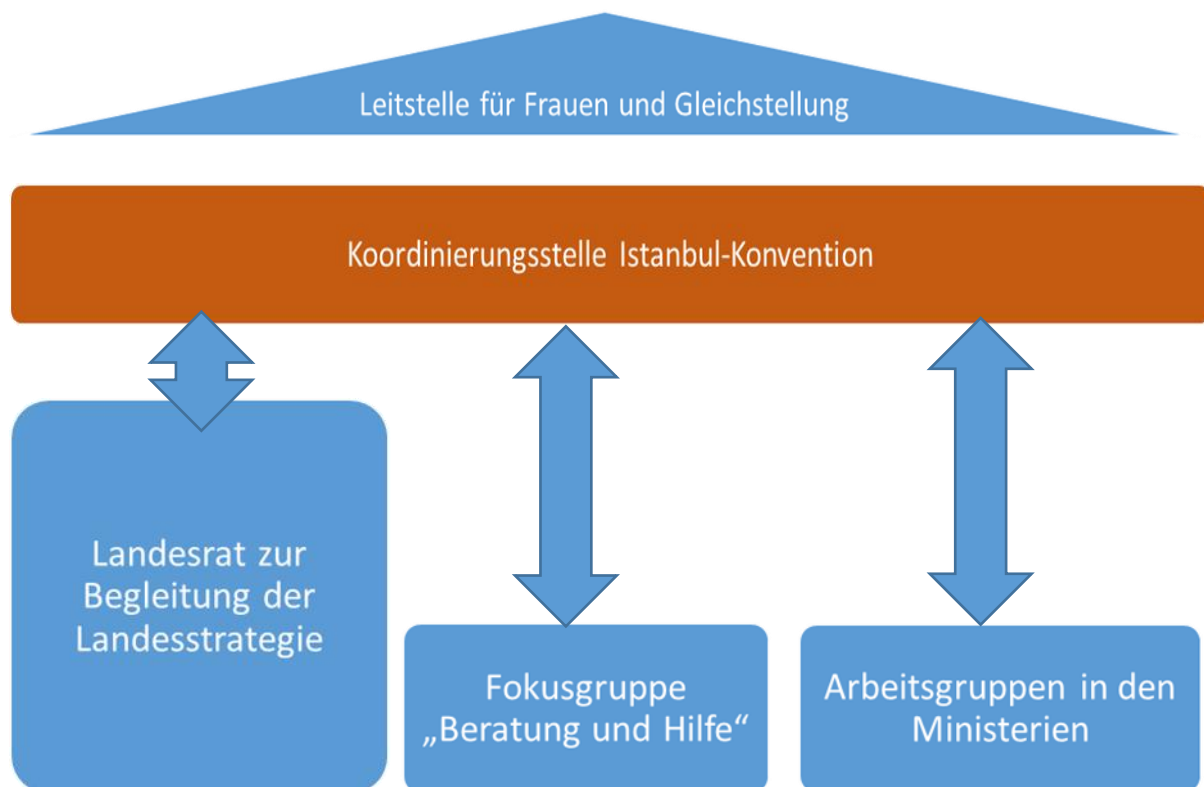 Leitstelle für Frauen und Gleichstellung
Koordinierungsstelle Istanbul-Konvention
Landesrat zur
Begleitung der
Landesstrategie
Fokusgruppe
„Beratung und Hilfe“
Arbeitsgruppen in den
Ministerien